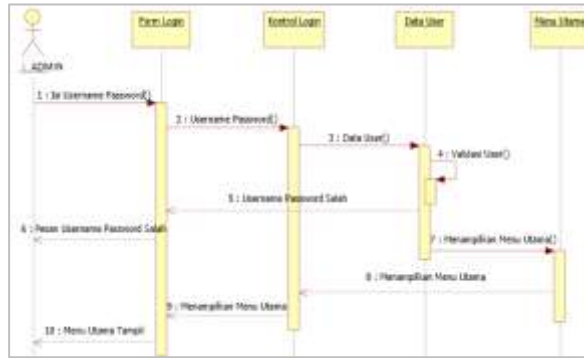 Form Login
Kontrol Login
Data User
Menu Utama
: ADMIN
1 : Isi Username Password()
2 : Username Password()
3 : Data User()
4 : Validasi User()
5 : Username Password Salah
6 : Pesan Username Password Salah
7 : Menampilkan Menu Utama()
8 : Menampilkan Menu Utama
9 : Menampilkan Menu Utama
10 : Menu Utama Tampil